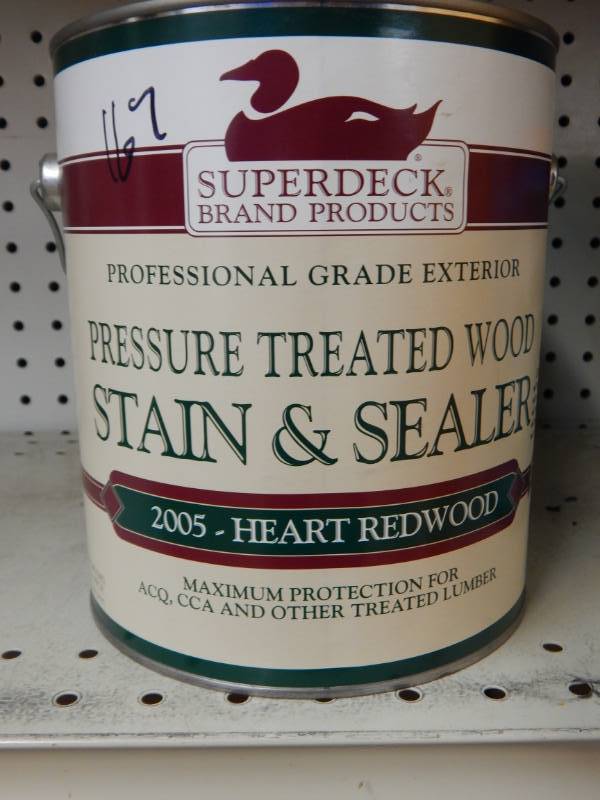 167
SUPERDECK®
BRAND PRODUCTS
PROFESSIONAL GRADE EXTERIOR
PRESSURE TREATED WOOD
STAIN & SEALER
2005 - HEART REDWOOD
MAXIMUM PROTECTION FOR
ACQ, CCA AND OTHER TREATED LUMBER